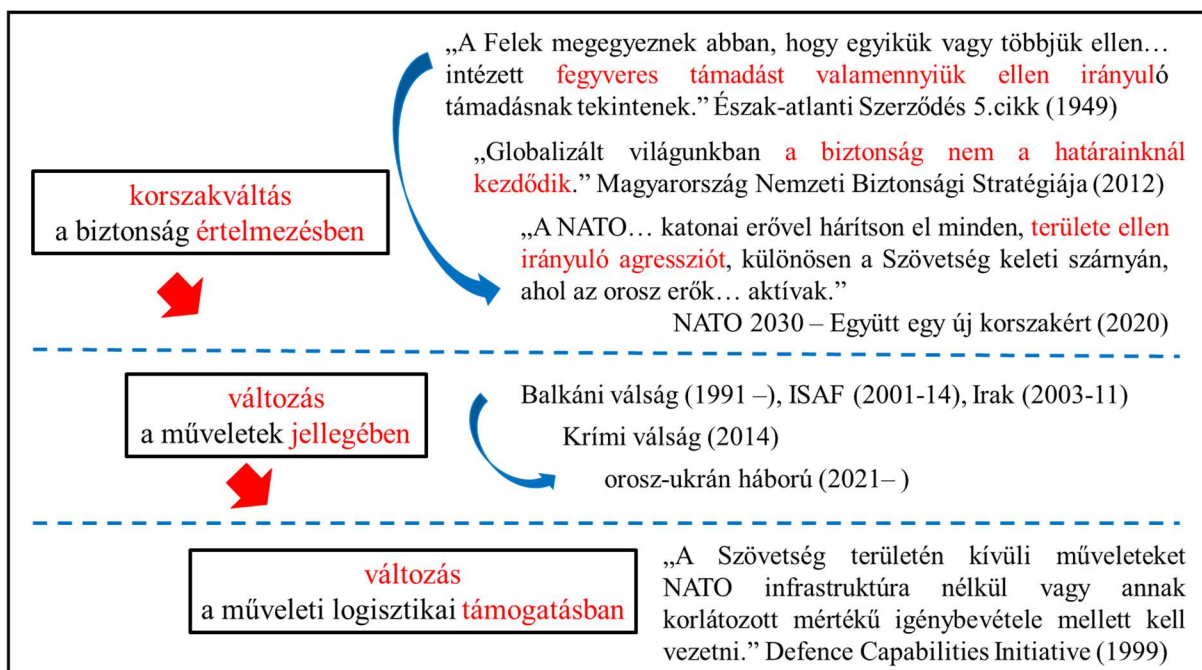 „A Felek megegyeznek abban, hogy egyikük vagy többjük ellen…
intézett fegyveres támadást valamennyiük ellen irányuló
támadásnak tekintenek.” Észak-atlanti Szerződés 5.cikk (1949)
„Globalizált világunkban a biztonság nem a határainknál
kezdődik.” Magyarország Nemzeti Biztonsági Stratégiája (2012)
korszakváltás
a biztonság értelmezésben
„A NATO… katonai erővel hárítson el minden, területe ellen
irányuló agressziót, különösen a Szövetség keleti szárnyán,
ahol az orosz erők… aktívak.”
NATO 2030 – Együtt egy új korszakért (2020)
változás
a műveletek jellegében
Balkáni válság (1991 –), ISAF (2001-14), Irak (2003-11)
Krími válság (2014)
orosz-ukrán háború (2021– )
változás
a műveleti logisztikai támogatásban
„A Szövetség területén kívüli műveleteket
NATO infrastruktúra nélkül vagy annak
korlátozott mértékű igénybevétele mellett kell
vezetni.” Defence Capabilities Initiative (1999)